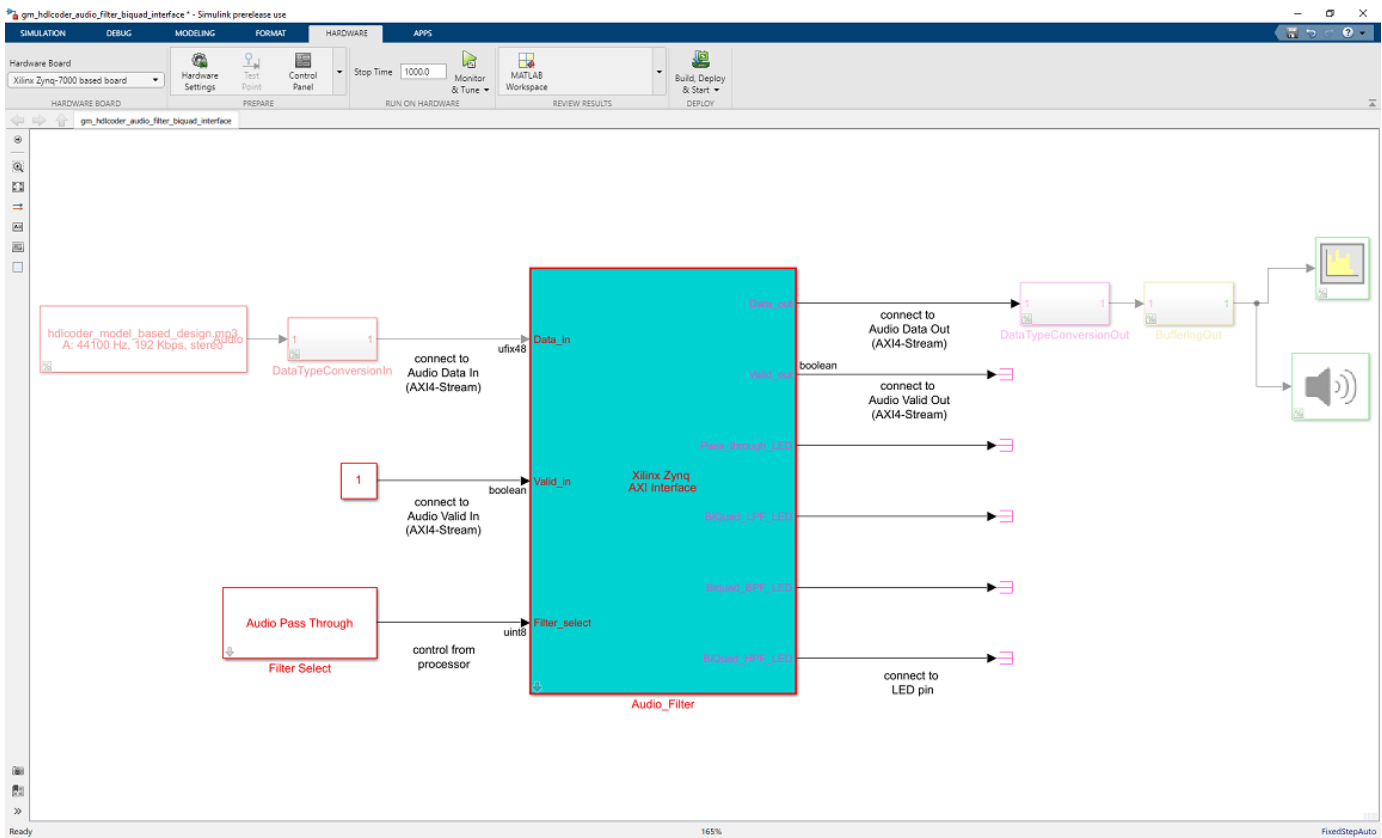 gm_hdlcoder_audio_filter_biquad_interface * - Simulink prerelease use
SIMULATION DEBUG MODELING FORMAT HARDWARE APPS
Hardware Board
Xilinx Zynq-7000 based board
Hardware Settings
Test Point
Control Panel
Stop Time 1000.0
Monitor & Tune
MATLAB Workspace
Build, Deploy & Start
HARDWARE BOARD PREPARE RUN ON HARDWARE REVIEW RESULTS DEPLOY
gm_hdlcoder_audio_filter_biquad_interface
hdlcoder_model_based_design.mp3
A: 44100 Hz, 192 Kbps, stereo
Audio
1 1
DataTypeConversionIn
connect to
Audio Data In
(AXI4-Stream)
ufix48
Data_in
Data_out
connect to
Audio Data Out
(AXI4-Stream)
1 1
DataTypeConversionOut
1 1
BufferingOut
Valid_out
boolean
connect to
Audio Valid Out
(AXI4-Stream)
Pass_through_LED
1
boolean
Valid_in
connect to
Audio Valid In
(AXI4-Stream)
Xilinx Zynq
AXI Interface
BiQuad_LPF_LED
Biquad_BPF_LED
Audio Pass Through
Filter Select
uint8
Filter_select
control from
processor
BiQuad_HPF_LED
connect to
LED pin
Audio_Filter
Ready 165% FixedStepAuto